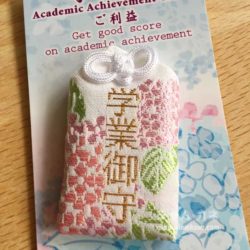 Academic Achievement
ご利益
Get good score
on academic achievement
学業御守